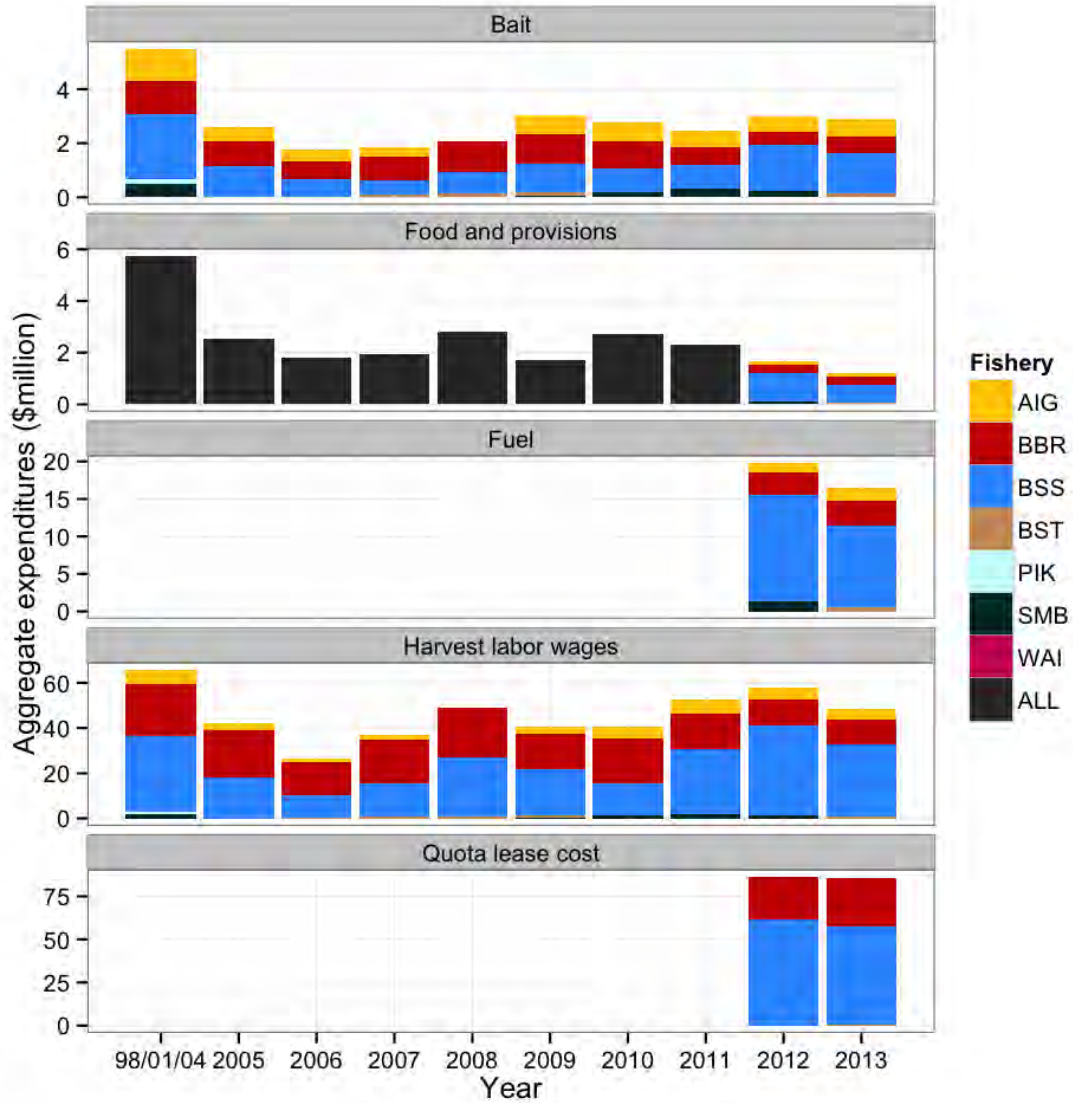 Bait
4
2
0
Food and provisions
6
4
2
0
Fuel
20
15
10
5
0
Harvest labor wages
60
40
20
0
Quota lease cost
75
50
25
0
98/01/04 2005 2006 2007 2008 2009 2010 2011 2012 2013
Year
Aggregate expenditures ($million)
Fishery
AIG
BBR
BSS
BST
PIK
SMB
WAI
ALL